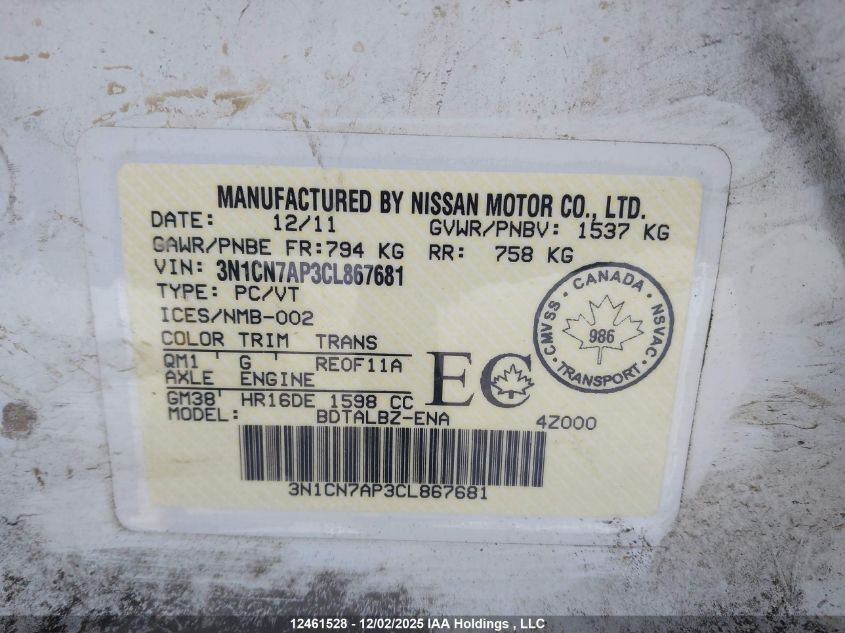 MANUFACTURED BY NISSAN MOTOR CO., LTD.
DATE: 12/11 GVWR/PNBV: 1537 KG
GAWR/PNBE FR:794 KG RR: 758 KG
VIN: 3N1CN7AP3CL867681
TYPE: PC/VT
ICES/NMB-002
COLOR TRIM TRANS
QM1 ' G ' RE0F11A
AXLE ENGINE
GM38' HR16DE 1598 CC
MODEL: BDTALBZ-ENA 4Z000
EC
CANADA
CMVSS • NSVAC
986
TRANSPORT
3N1CN7AP3CL867681
12461528 - 12/02/2025 IAA Holdings , LLC